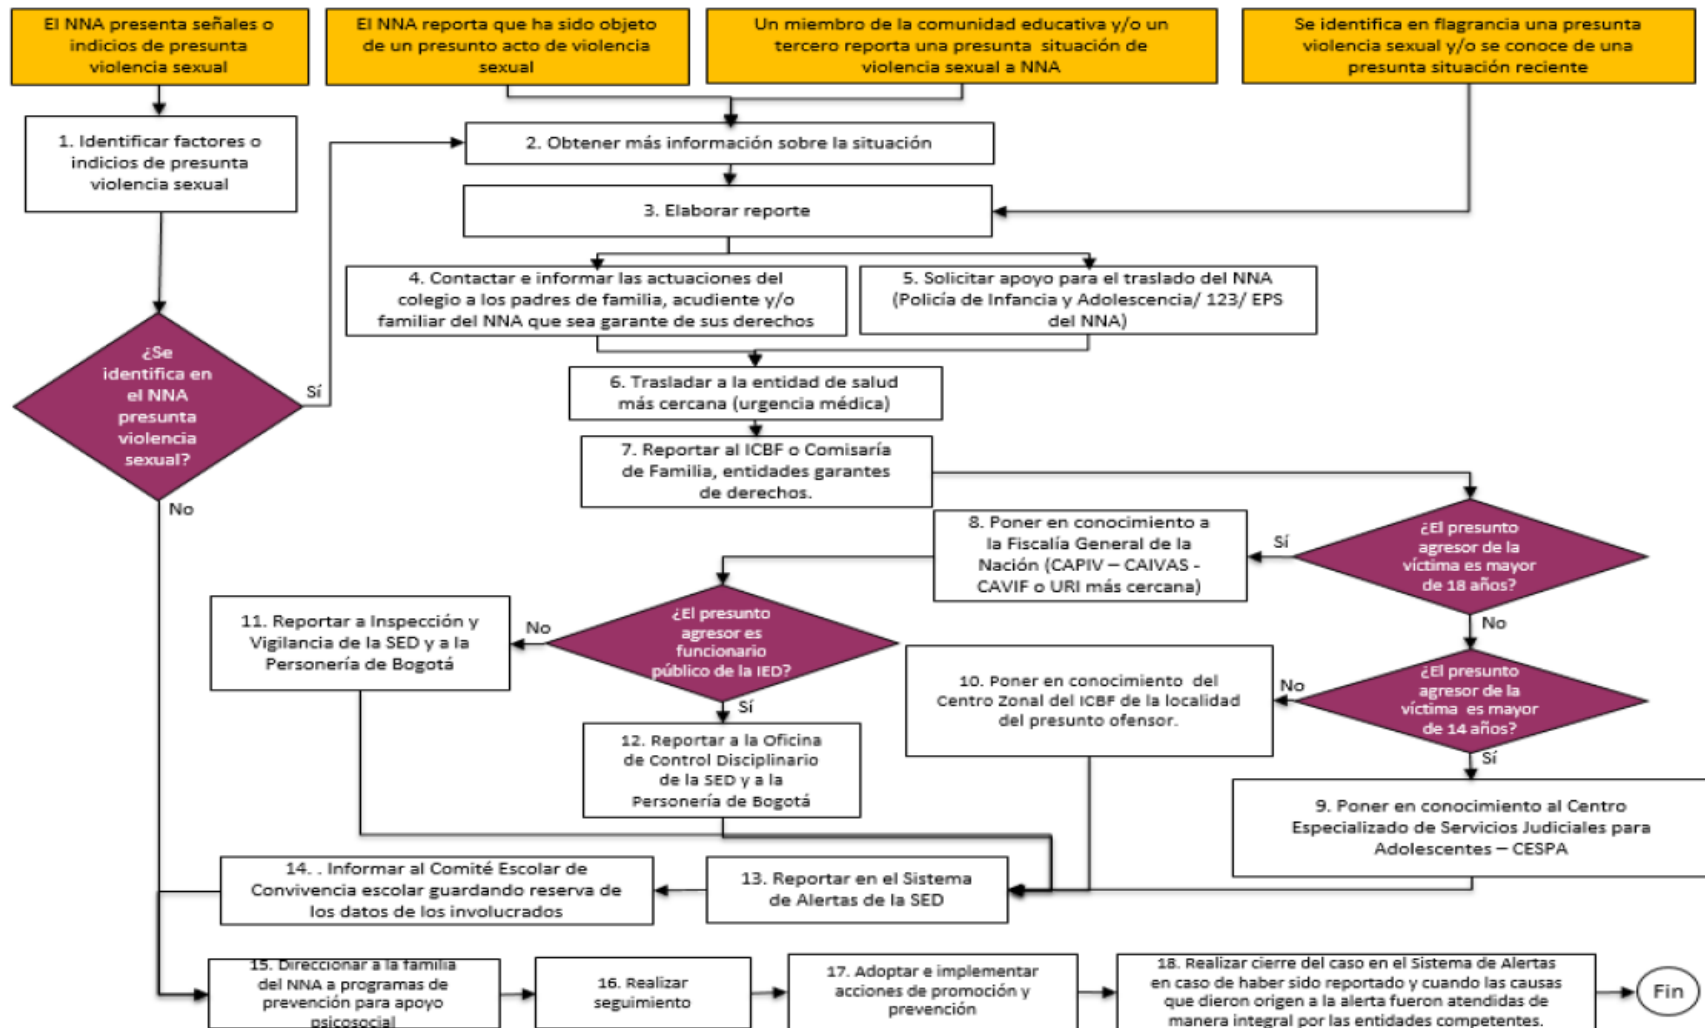 El NNA presenta señales o
indicios de presunta
violencia sexual
El NNA reporta que ha sido objeto
de un presunto acto de violencia
sexual
Un miembro de la comunidad educativa y/o un
tercero reporta una presunta situación de
violencia sexual a NNA
Se identifica en flagrancia una presunta
violencia sexual y/o se conoce de una
presunta situación reciente
1. Identificar factores o
indicios de presunta
violencia sexual
2. Obtener más información sobre la situación
3. Elaborar reporte
4. Contactar e informar las actuaciones del
colegio a los padres de familia, acudiente y/o
familiar del NNA que sea garante de sus derechos
5. Solicitar apoyo para el traslado del NNA
(Policía de Infancia y Adolescencia/ 123/ EPS
del NNA)
¿Se
identifica en
el NNA
presunta
violencia
sexual?
Sí
No
6. Trasladar a la entidad de salud
más cercana (urgencia médica)
7. Reportar al ICBF o Comisaría
de Familia, entidades garantes
de derechos.
¿El presunto
agresor de la
víctima es mayor
de 18 años?
Sí
No
8. Poner en conocimiento a
la Fiscalía General de la
Nación (CAPIV – CAIVAS -
CAVIF o URI más cercana)
¿El presunto
agresor es
funcionario
público de la IED?
No
Sí
11. Reportar a Inspección y
Vigilancia de la SED y a la
Personería de Bogotá
10. Poner en conocimiento del
Centro Zonal del ICBF de la localidad
del presunto ofensor.
¿El presunto
agresor de la
víctima es mayor
de 14 años?
No
Sí
12. Reportar a la Oficina
de Control Disciplinario
de la SED y a la
Personería de Bogotá
9. Poner en conocimiento al Centro
Especializado de Servicios Judiciales para
Adolescentes – CESPA
14. . Informar al Comité Escolar de
Convivencia escolar guardando reserva de
los datos de los involucrados
13. Reportar en el Sistema
de Alertas de la SED
15. Direccionar a la familia
del NNA a programas de
prevención para apoyo
psicosocial
16. Realizar
seguimiento
17. Adoptar e implementar
acciones de promoción y
prevención
18. Realizar cierre del caso en el Sistema de Alertas
en caso de haber sido reportado y cuando las causas
que dieron origen a la alerta fueron atendidas de
manera integral por las entidades competentes.
Fin